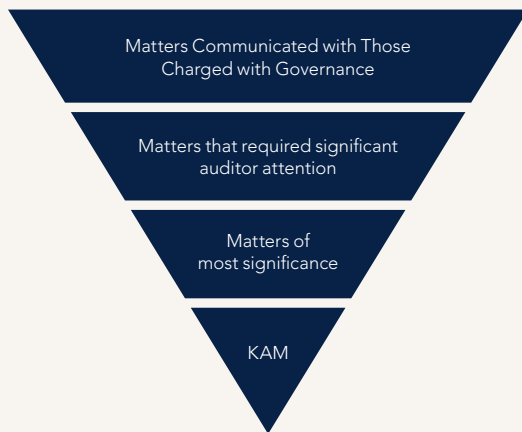 Matters Communicated with Those
Charged with Governance
Matters that required significant
auditor attention
Matters of
most significance
KAM